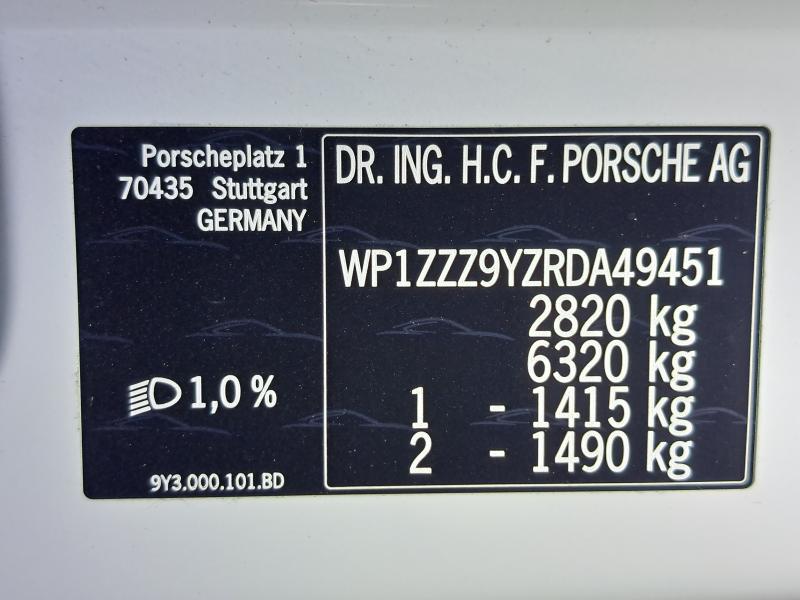 Porscheplatz 1
70435 Stuttgart
GERMANY
1,0 %
9Y3.000.101.BD
DR. ING. H.C. F. PORSCHE AG
WP1ZZZ9YZRDA49451
2820 kg
6320 kg
1 - 1415 kg
2 - 1490 kg